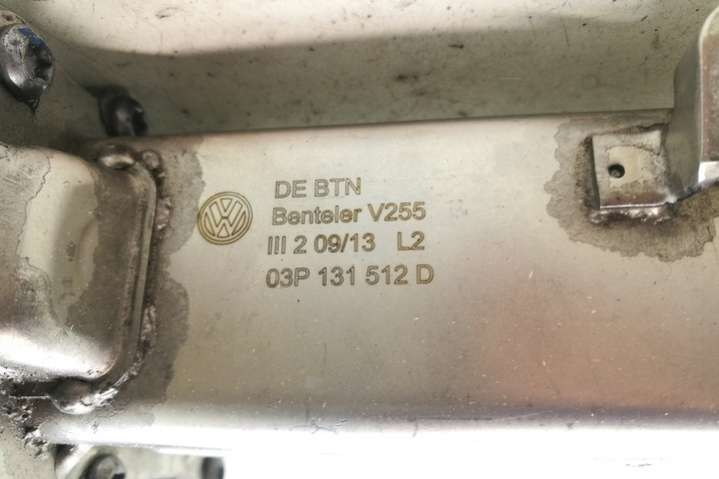 DE BTN
Benteler V255
III 2 09/13 L2
03P 131 512 D